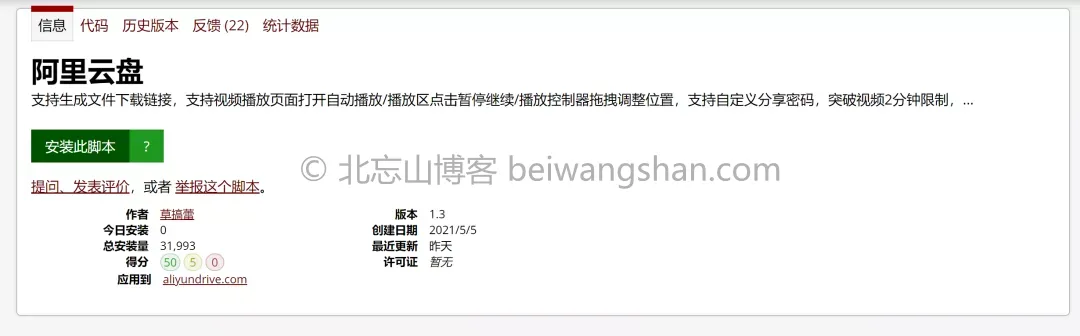 信息 代码 历史版本 反馈 (22) 统计数据
阿里云盘
支持生成文件下载链接，支持视频播放页面打开自动播放/播放区点击暂停继续/播放控制器拖拽调整位置，支持自定义分享密码，突破视频2分钟限制，...
安装此脚本 ?
© 北忘山博客 beiwangshan.com
提问、发表评价，或者 举报这个脚本。
作者 草搞蕾 版本 1.3
今日安装 0 创建日期 2021/5/5
总安装量 31,993 最近更新 昨天
得分 50 5 0 许可证 暂无
应用到 aliyundrive.com